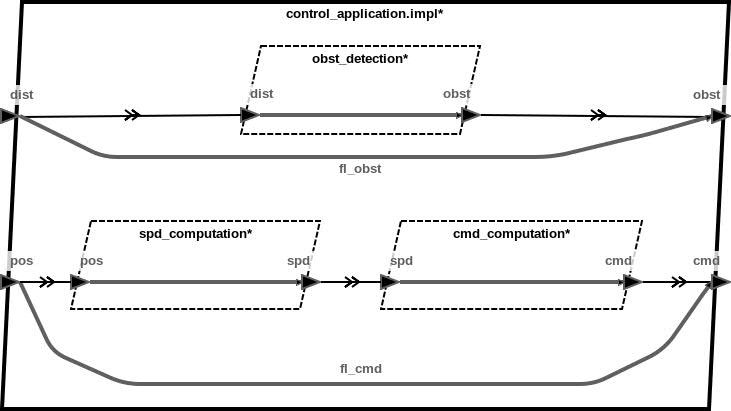 control_application.impl*
obst_detection*
dist
dist
obst
obst
fl_obst
spd_computation*
cmd_computation*
pos
pos
spd
spd
cmd
cmd
fl_cmd